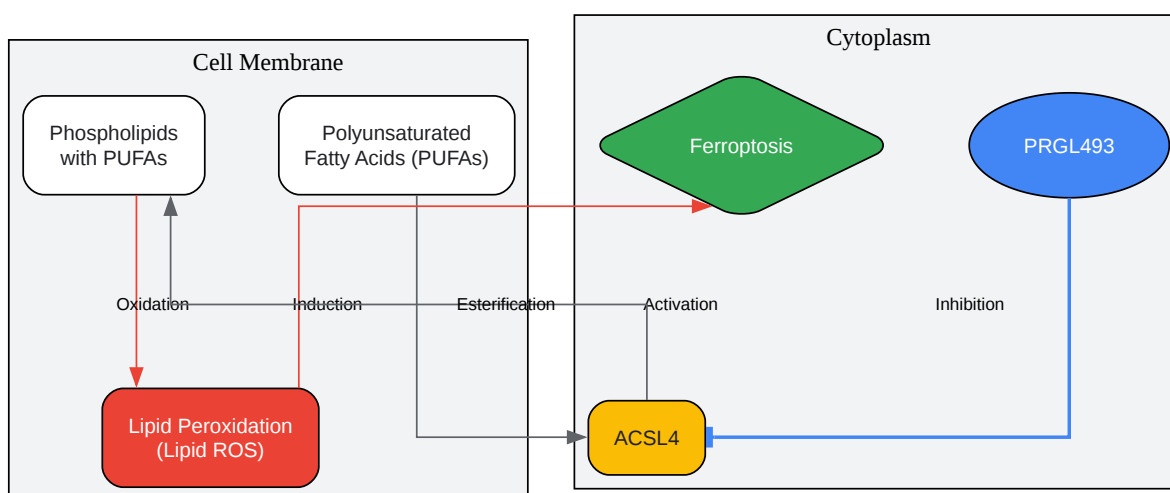 Cell Membrane
Cytoplasm
Phospholipids
with PUFAs
Polyunsaturated
Fatty Acids (PUFAs)
Ferroptosis
PRGL493
Oxidation
Induction
Esterification
Activation
Inhibition
Lipid Peroxidation
(Lipid ROS)
ACSL4